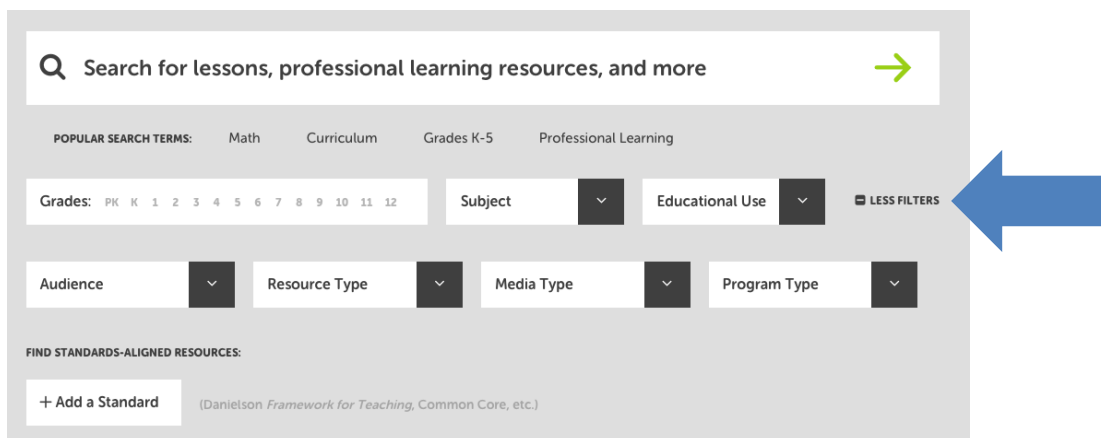 Search for lessons, professional learning resources, and more
POPULAR SEARCH TERMS: Math Curriculum Grades K-5 Professional Learning
Grades: PK K 1 2 3 4 5 6 7 8 9 10 11 12 Subject Educational Use LESS FILTERS
Audience Resource Type Media Type Program Type
FIND STANDARDS-ALIGNED RESOURCES:
+ Add a Standard (Danielson Framework for Teaching, Common Core, etc.)